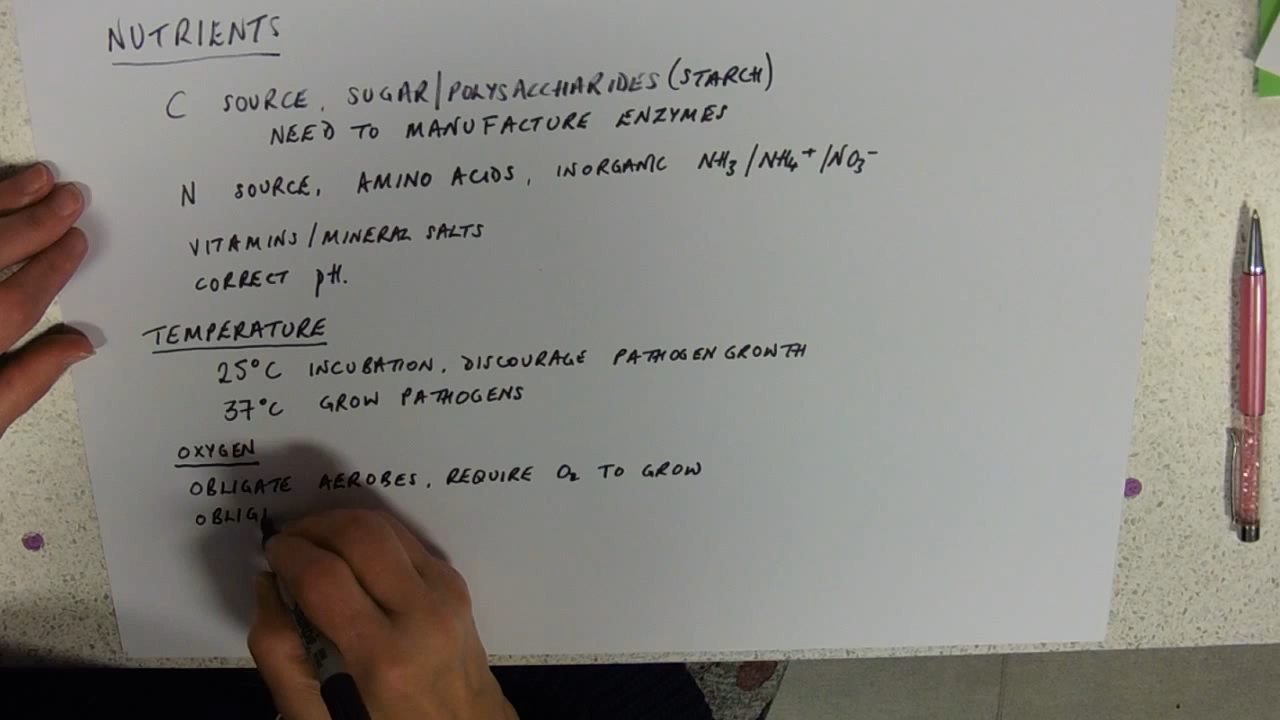 NUTRIENTS
C SOURCE, SUGAR/POLYSACCHARIDES (STARCH)
NEED TO MANUFACTURE ENZYMES
N SOURCE, AMINO ACIDS, INORGANIC NH₃/NH₄⁺/NO₃⁻
VITAMINS/MINERAL SALTS
CORRECT pH.
TEMPERATURE
25°C INCUBATION, DISCOURAGE PATHOGEN GROWTH
37°C GROW PATHOGENS
OXYGEN
OBLIGATE AEROBES, REQUIRE O₂ TO GROW
OBLIG